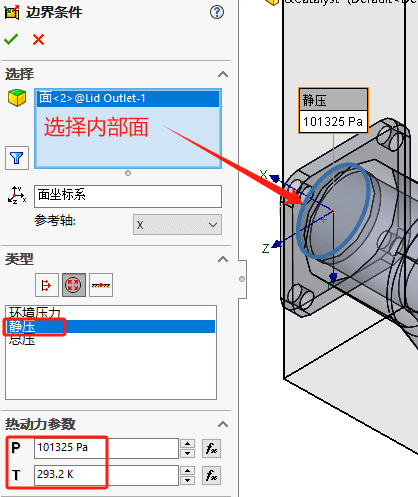 边界条件
选择
面<2>@Lid Outlet-1
选择内部面
面坐标系
参考轴:
X
类型
环境压力
静压
总压
热动力参数
P 101325 Pa
T 293.2 K
静压
101325 Pa
X
Z